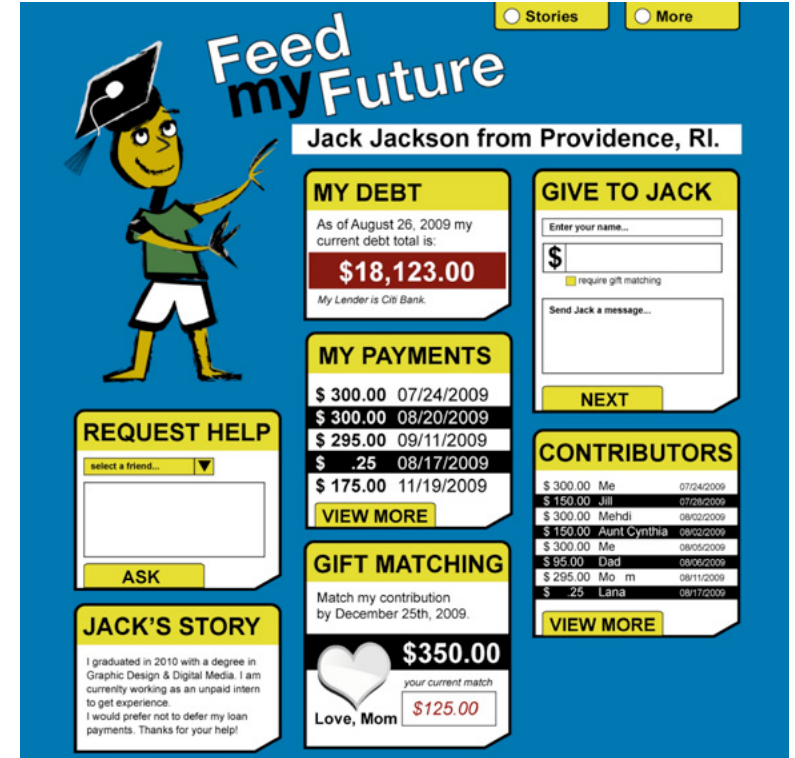 Stories
More
Feed
my Future
Jack Jackson from Providence, RI.
MY DEBT
As of August 26, 2009 my
current debt total is:
$18,123.00
My Lender is Citi Bank.
GIVE TO JACK
Enter your name...
$
require gift matching
Send Jack a message...
NEXT
MY PAYMENTS
$ 300.00 07/24/2009
$ 300.00 08/20/2009
$ 295.00 09/11/2009
$ .25 08/17/2009
$ 175.00 11/19/2009
VIEW MORE
REQUEST HELP
select a friend...
ASK
CONTRIBUTORS
$ 300.00 Me 07/24/2009
$ 150.00 Jill 07/28/2009
$ 300.00 Mehdi 08/02/2009
$ 150.00 Aunt Cynthia 08/02/2009
$ 300.00 Me 08/05/2009
$ 95.00 Dad 08/06/2009
$ 295.00 Mo m 08/11/2009
$ .25 Lana 08/17/2009
VIEW MORE
GIFT MATCHING
Match my contribution
by December 25th, 2009.
$350.00
your current match
$125.00
Love, Mom
JACK'S STORY
I graduated in 2010 with a degree in
Graphic Design & Digital Media. I am
currenlty working as an unpaid intern
to get experience.
I would prefer not to defer my loan
payments. Thanks for your help!